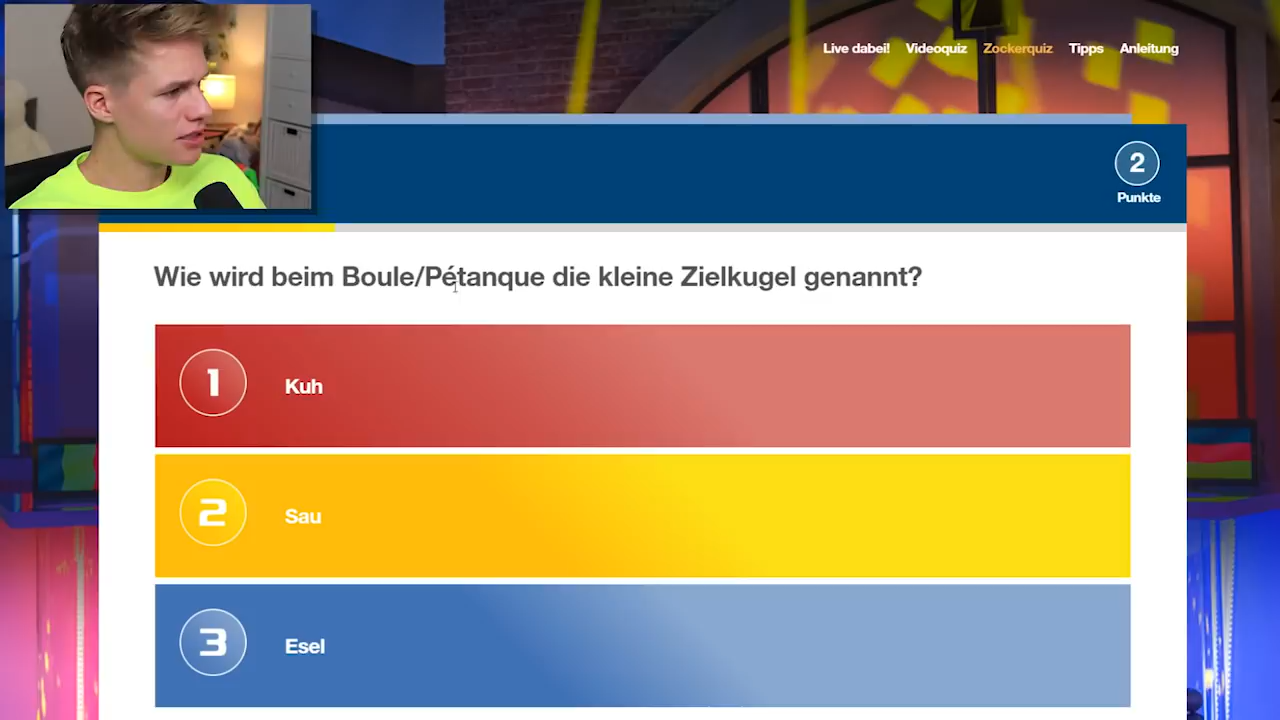 Live dabei! Videoquiz Zockerquiz Tipps Anleitung
2
Punkte
Wie wird beim Boule/Pétanque die kleine Zielkugel genannt?
1 Kuh
2 Sau
3 Esel